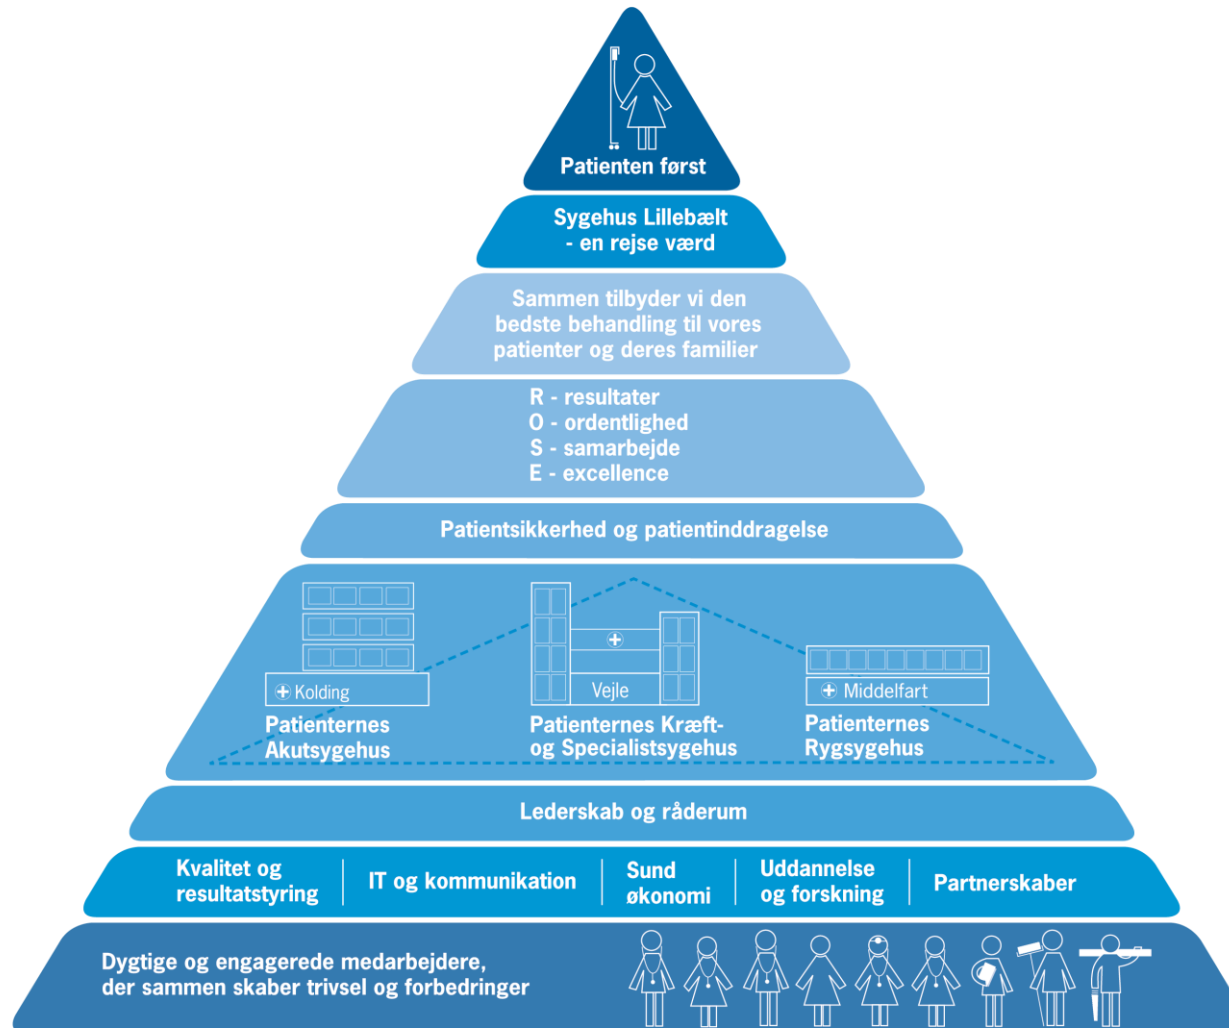 Patienten først
Sygehus Lillebælt
- en rejse værd
Sammen tilbyder vi den
bedste behandling til vores
patienter og deres familier
R - resultater
O - ordentlighed
S - samarbejde
E - excellence
Patientsikkerhed og patientinddragelse
Kolding
Patienternes
Akutsygehus
Vejle
Patienternes Kræft-
og Specialistsygehus
Middelfart
Patienternes
Rygsygehus
Lederskab og råderum
Kvalitet og
resultatstyring
IT og kommunikation
Sund
økonomi
Uddannelse
og forskning
Partnerskaber
Dygtige og engagerede medarbejdere,
der sammen skaber trivsel og forbedringer